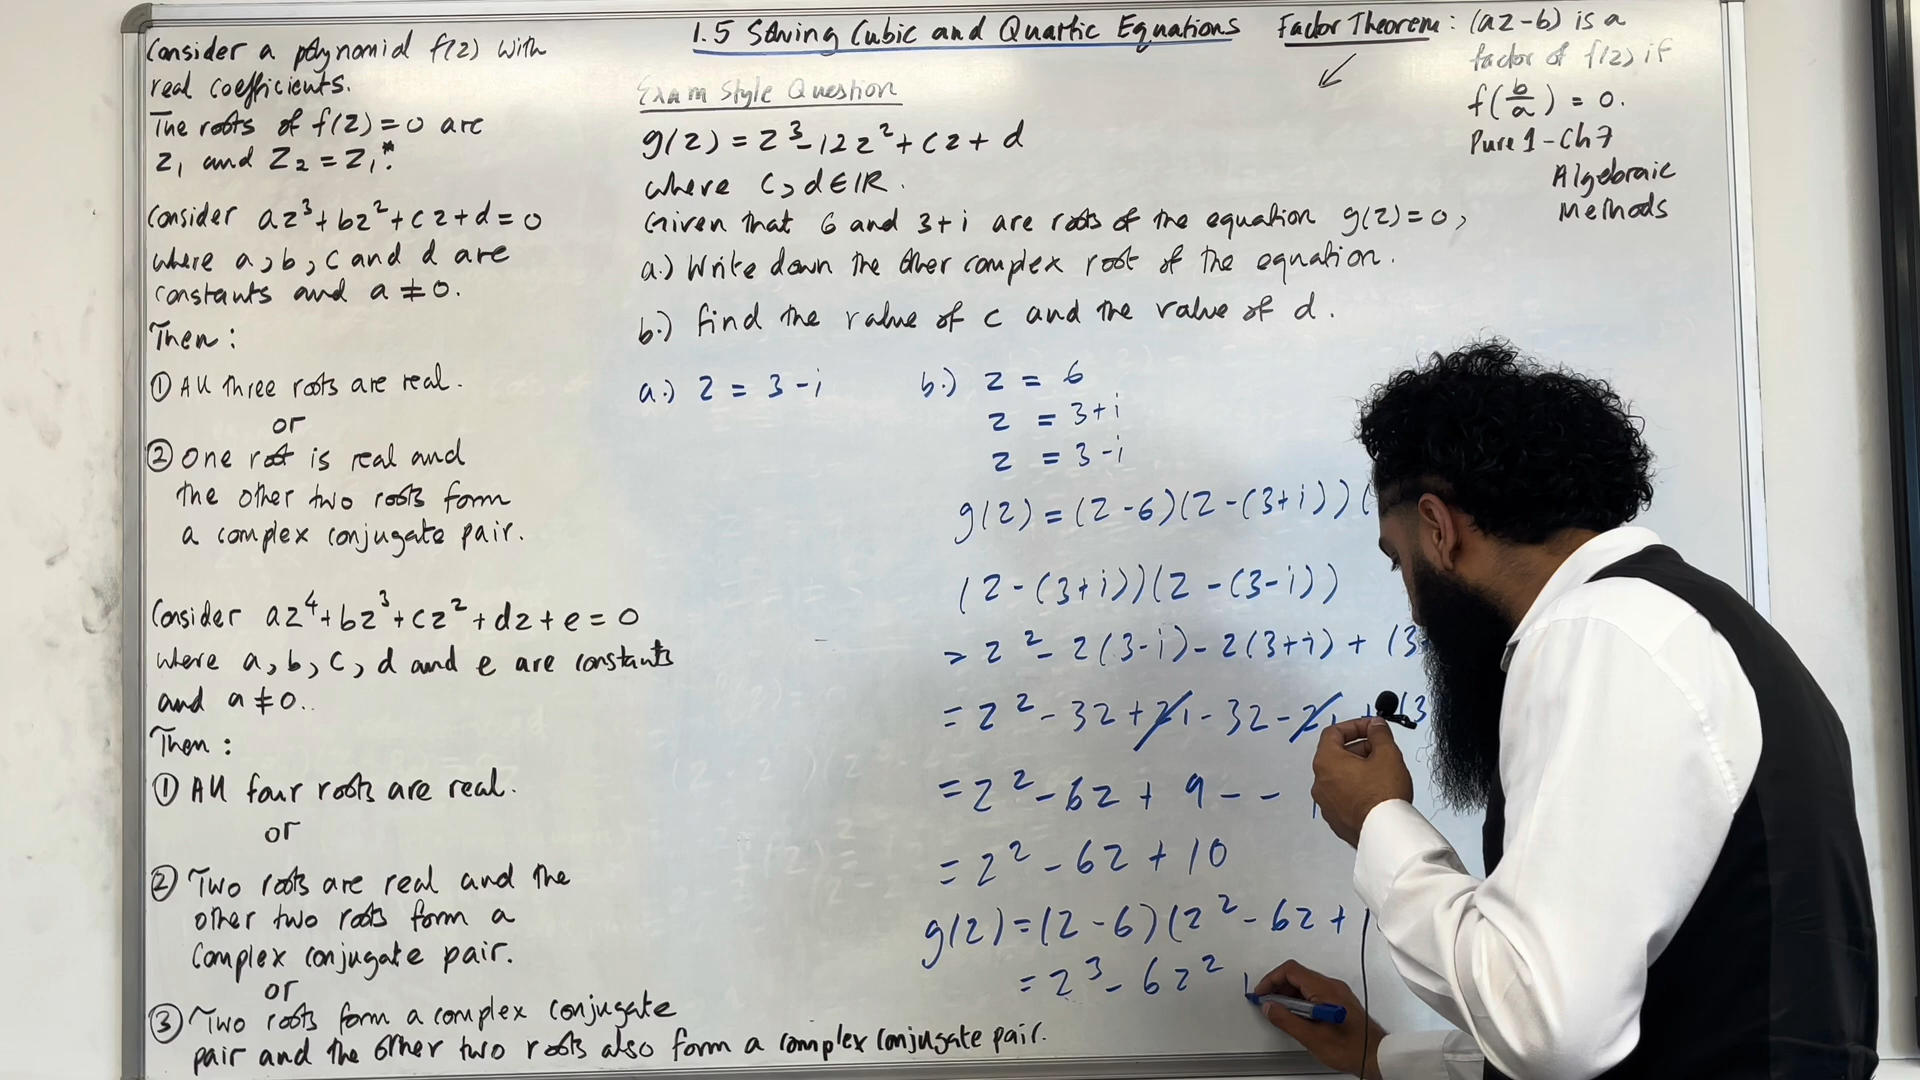 1.5 Solving Cubic and Quartic Equations
Consider a polynomial f(z) with
real coefficients.
The roots of f(z)=0 are
z₁ and z₂ = z₁*.
Consider az³+bz²+cz+d=0
where a,b,c and d are
constants and a≠0.
Then:
① All three roots are real.
or
② One root is real and
the other two roots form
a complex conjugate pair.
Consider az⁴+bz³+cz²+dz+e=0
where a,b,c,d and e are constants
and a≠0.
Then:
① All four roots are real.
or
② Two roots are real and the
other two roots form a
complex conjugate pair.
or
③ Two roots form a complex conjugate
pair and the other two roots also form a complex conjugate pair.
Exam Style Question
g(z) = z³-12z²+cz+d
where c,d∈ℝ.
Given that 6 and 3+i are roots of the equation g(z)=0,
a.) Write down the other complex root of the equation.
b.) find the value of c and the value of d.
a.) z = 3-i
b.) z = 6
z = 3+i
z = 3-i
g(z)=(z-6)(z-(3+i))(
(z-(3+i))(z-(3-i))
= z²-z(3-i)-z(3+i)+(3
= z²-3z+zi-3z-zi+(3
= z²-6z+9--
= z²-6z+10
g(z)=(z-6)(z²-6z+
= z³-6z²
Factor Theorem: (az-b) is a
factor of f(z) if
f(b/a) = 0.
Pure 1 - Ch 7
Algebraic
Methods